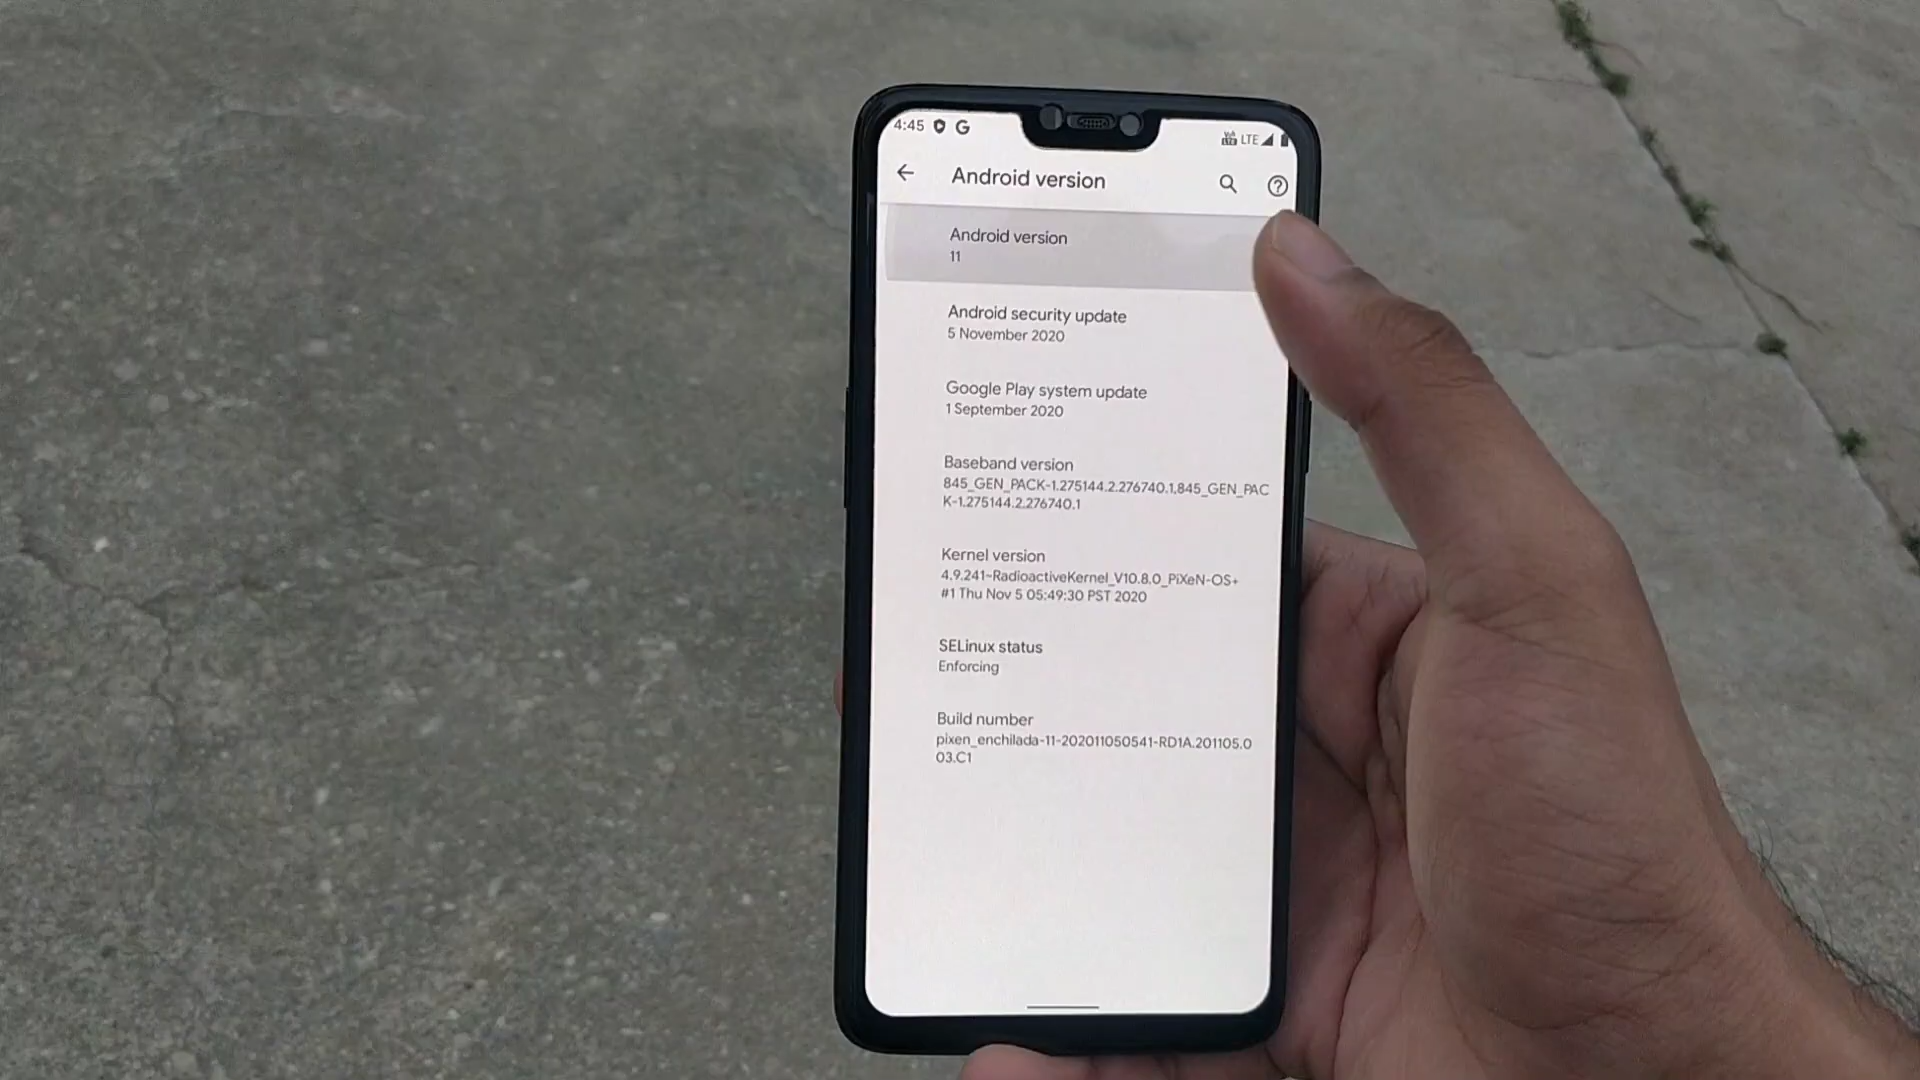 4:45 G LTE
Android version
Android version
11
Android security update
5 November 2020
Google Play system update
1 September 2020
Baseband version
845_GEN_PACK-1.275144.2.276740.1,845_GEN_PAC
K-1.275144.2.276740.1
Kernel version
4.9.241~RadioactiveKernel_V10.8.0_PiXeN-OS+
#1 Thu Nov 5 05:49:30 PST 2020
SELinux status
Enforcing
Build number
pixen_enchilada-11-202011050541-RD1A.201105.0
03.C1